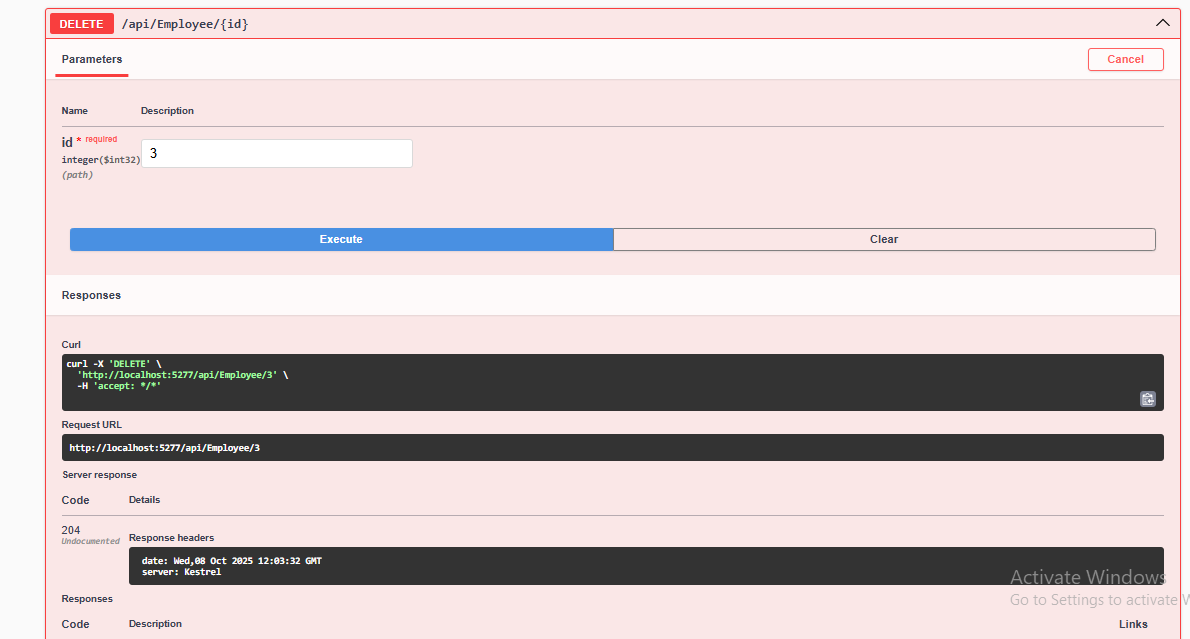 DELETE /api/Employee/{id}
Parameters
Cancel
Name Description
id * required
integer($int32)
(path)
3
Execute Clear
Responses
Curl
curl -X 'DELETE' \
'http://localhost:5277/api/Employee/3' \
-H 'accept: */*'
Request URL
http://localhost:5277/api/Employee/3
Server response
Code Details
204
Undocumented
Response headers
date: Wed,08 Oct 2025 12:03:32 GMT
server: Kestrel
Responses
Code Description Links
Activate Windows
Go to Settings to activate W